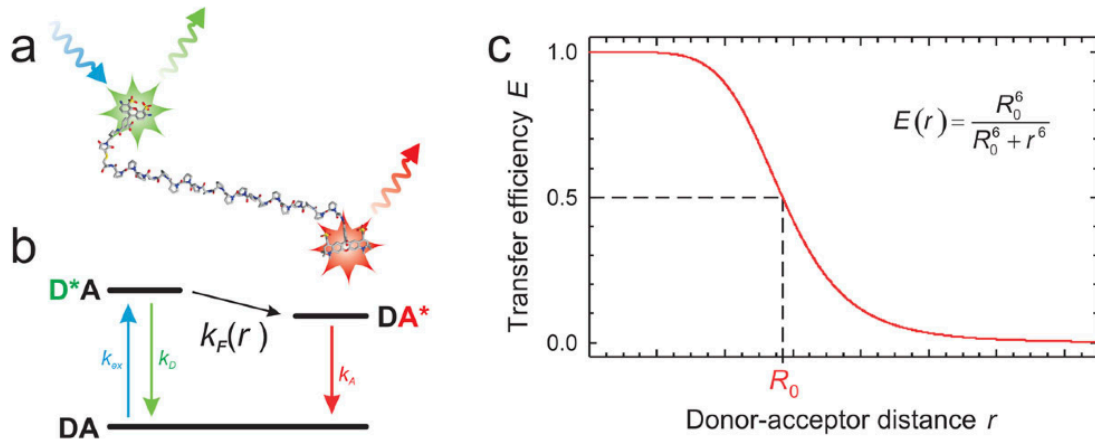 a
b
D*A
DA*
k_F(r)
k_ex
k_D
k_A
DA
c
Transfer efficiency E
1.0
0.5
0.0
E(r) = R_0^6 / (R_0^6 + r^6)
R_0
Donor-acceptor distance r